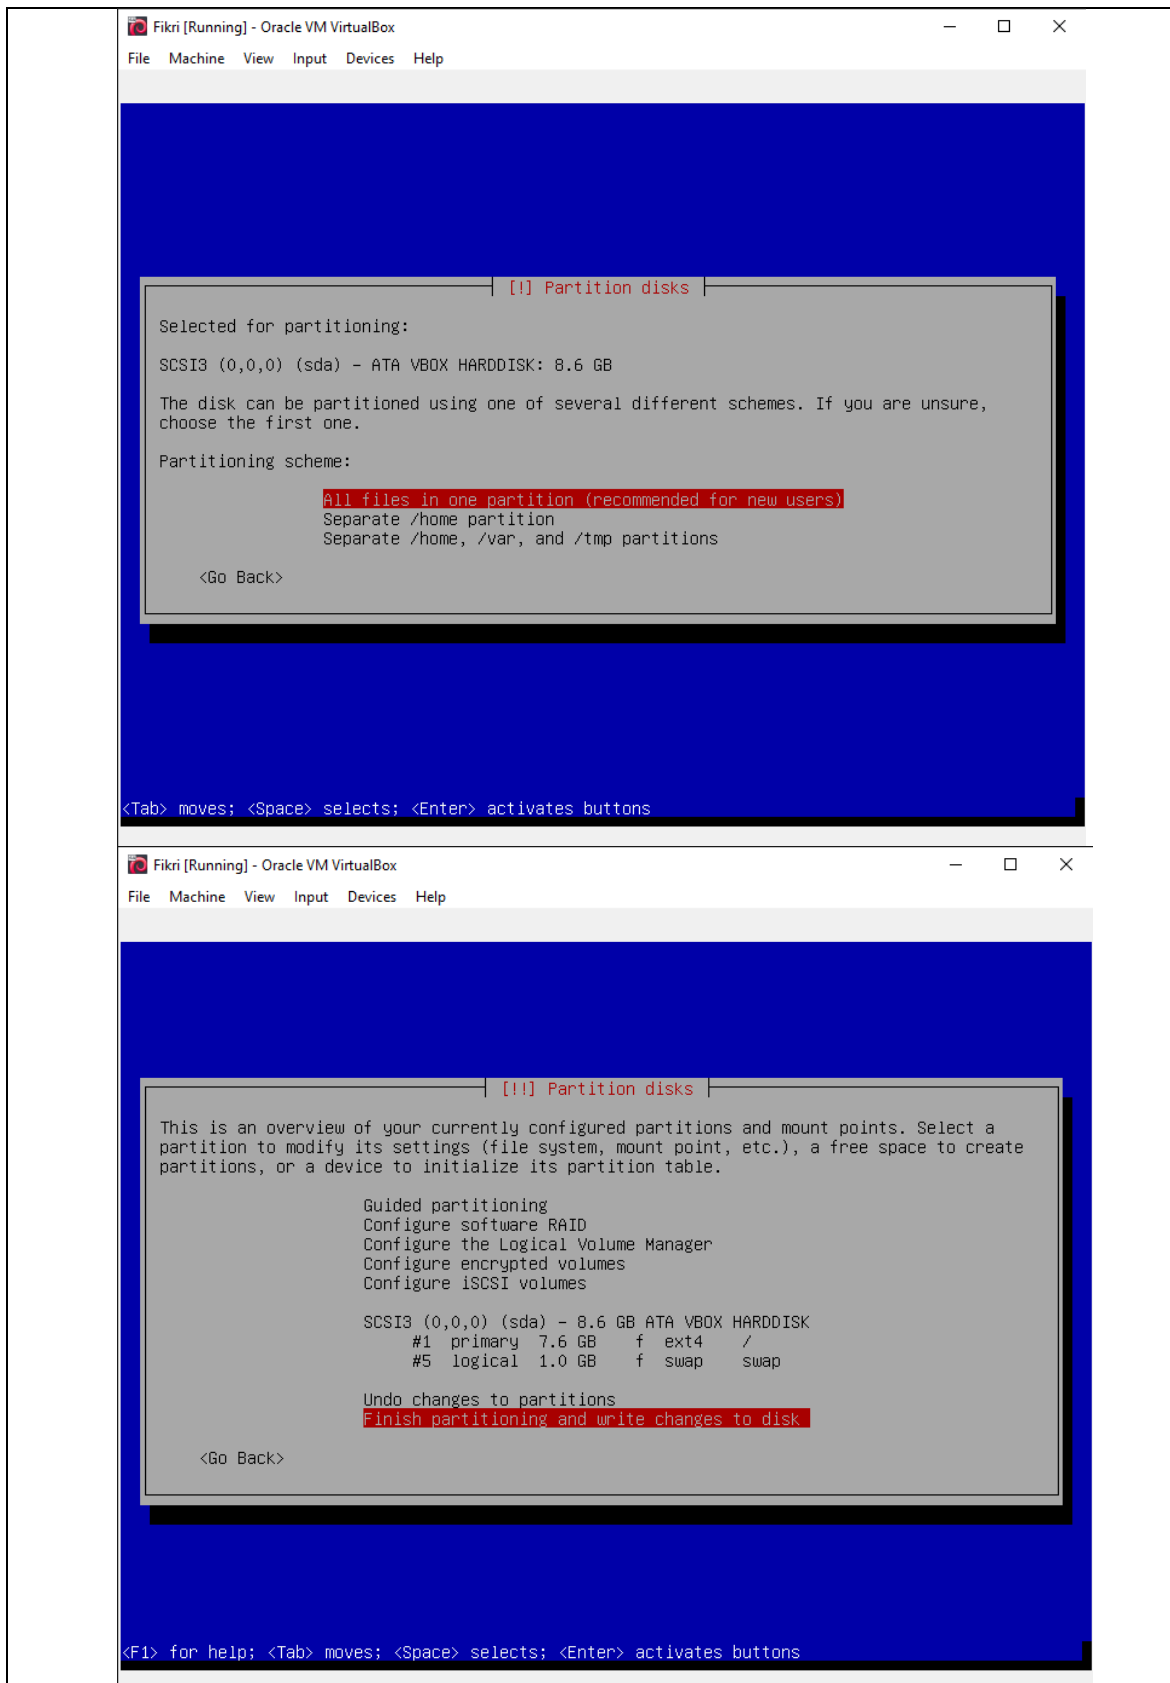 Fikri [Running] - Oracle VM VirtualBox
File Machine View Input Devices Help
[!] Partition disks
Selected for partitioning:
SCSI3 (0,0,0) (sda) - ATA VBOX HARDDISK: 8.6 GB
The disk can be partitioned using one of several different schemes. If you are unsure,
choose the first one.
Partitioning scheme:
All files in one partition (recommended for new users)
Separate /home partition
Separate /home, /var, and /tmp partitions
<Go Back>
<Tab> moves; <Space> selects; <Enter> activates buttons
Fikri [Running] - Oracle VM VirtualBox
File Machine View Input Devices Help
[!!] Partition disks
This is an overview of your currently configured partitions and mount points. Select a
partition to modify its settings (file system, mount point, etc.), a free space to create
partitions, or a device to initialize its partition table.
Guided partitioning
Configure software RAID
Configure the Logical Volume Manager
Configure encrypted volumes
Configure iSCSI volumes
SCSI3 (0,0,0) (sda) - 8.6 GB ATA VBOX HARDDISK
#1 primary 7.6 GB f ext4 /
#5 logical 1.0 GB f swap swap
Undo changes to partitions
Finish partitioning and write changes to disk
<Go Back>
<F1> for help; <Tab> moves; <Space> selects; <Enter> activates buttons